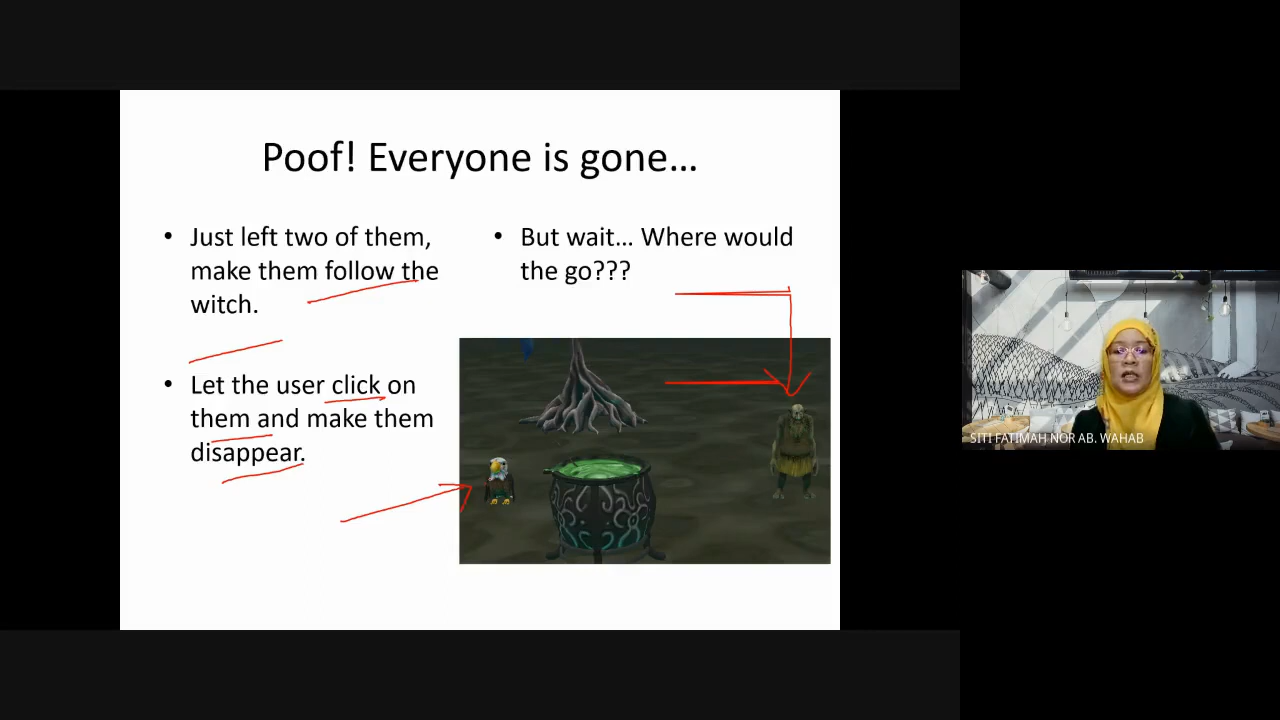 Poof! Everyone is gone...
• Just left two of them,
make them follow the
witch.
• Let the user click on
them and make them
disappear.
• But wait... Where would
the go???
SITI FATIMAH NOR AB. WAHAB